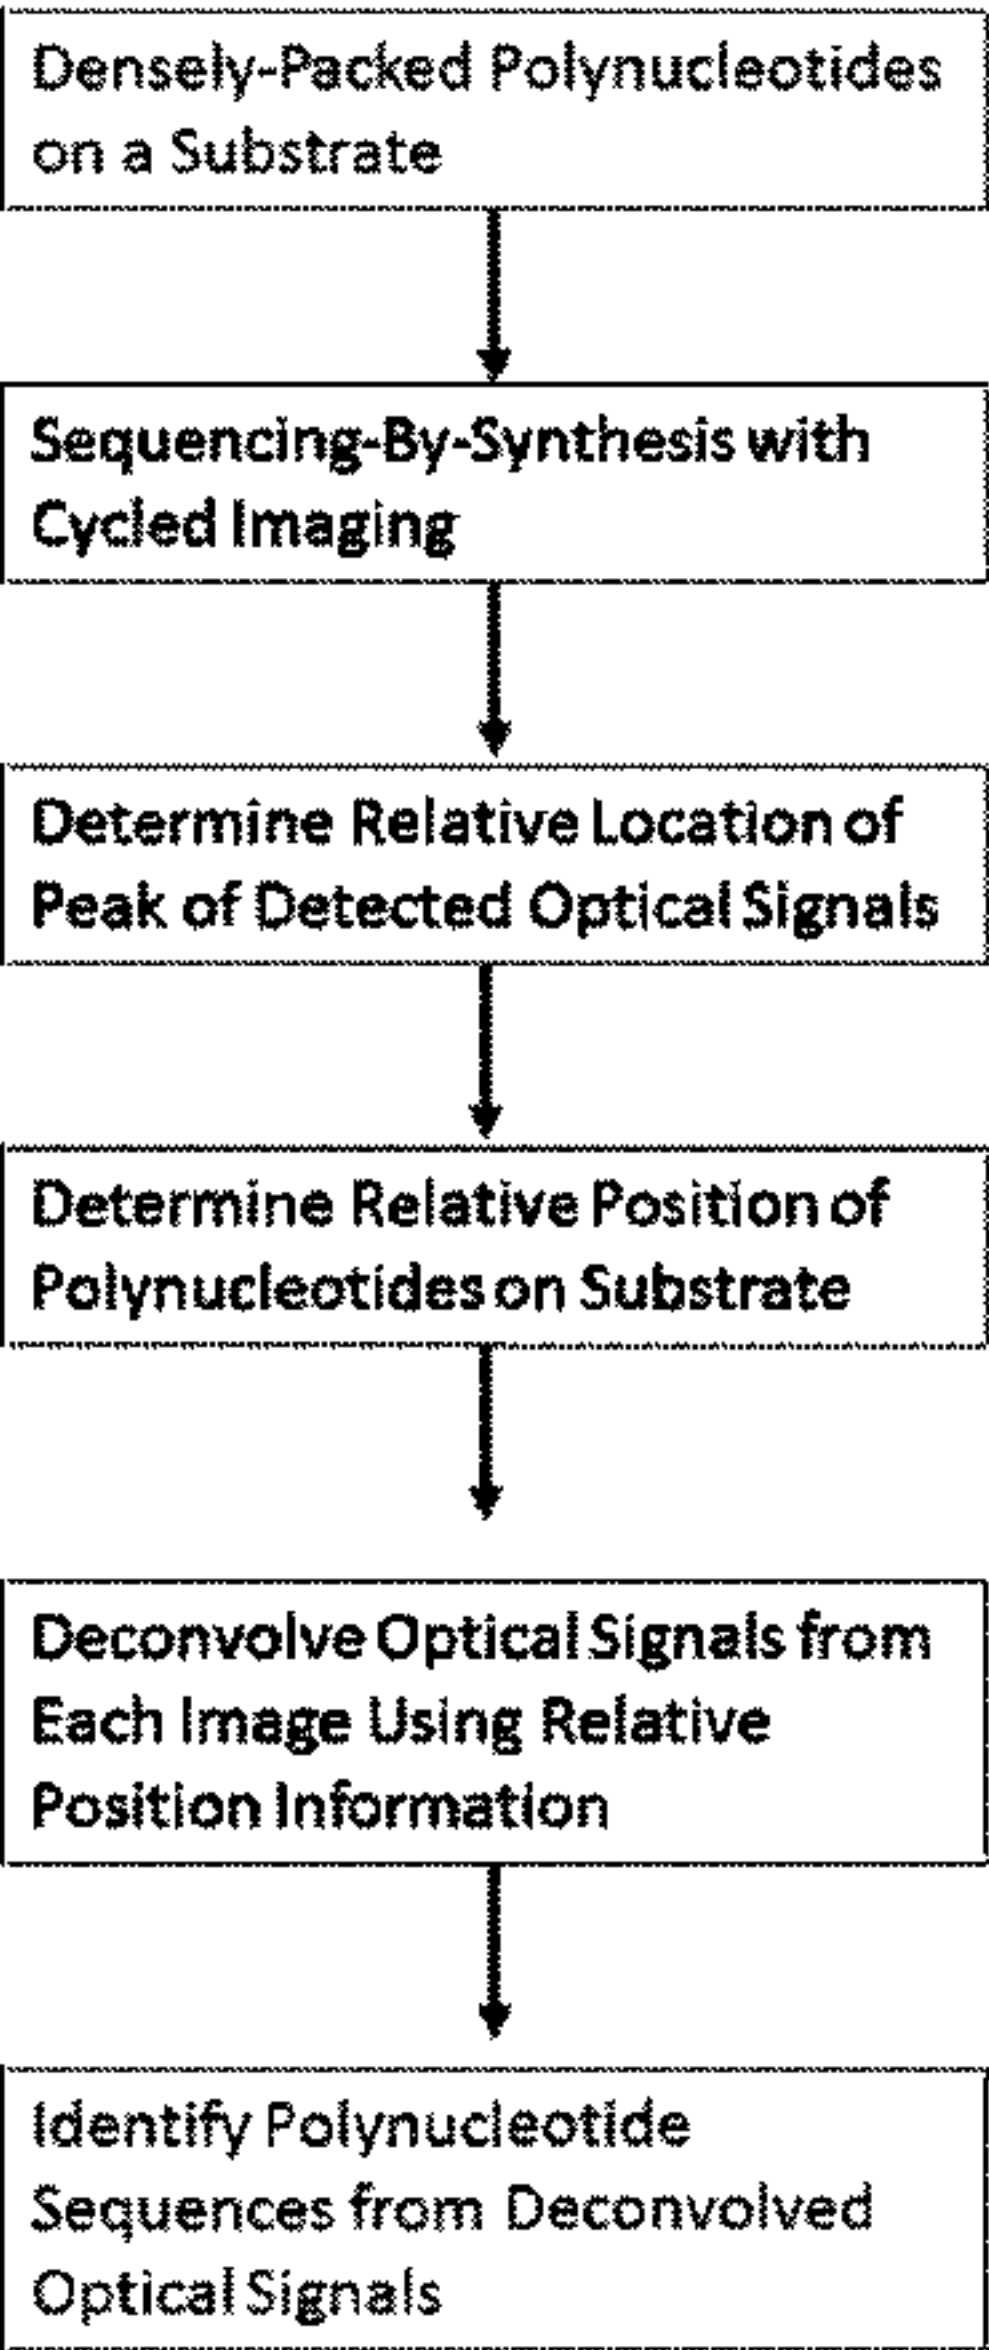 Densely-Packed Polynucleotides
on a Substrate
Sequencing-By-Synthesis with
Cycled Imaging
Determine Relative Location of
Peak of Detected Optical Signals
Determine Relative Position of
Polynucleotides on Substrate
Deconvolve Optical Signals from
Each Image Using Relative
Position Information
Identify Polynucleotide
Sequences from Deconvolved
Optical Signals